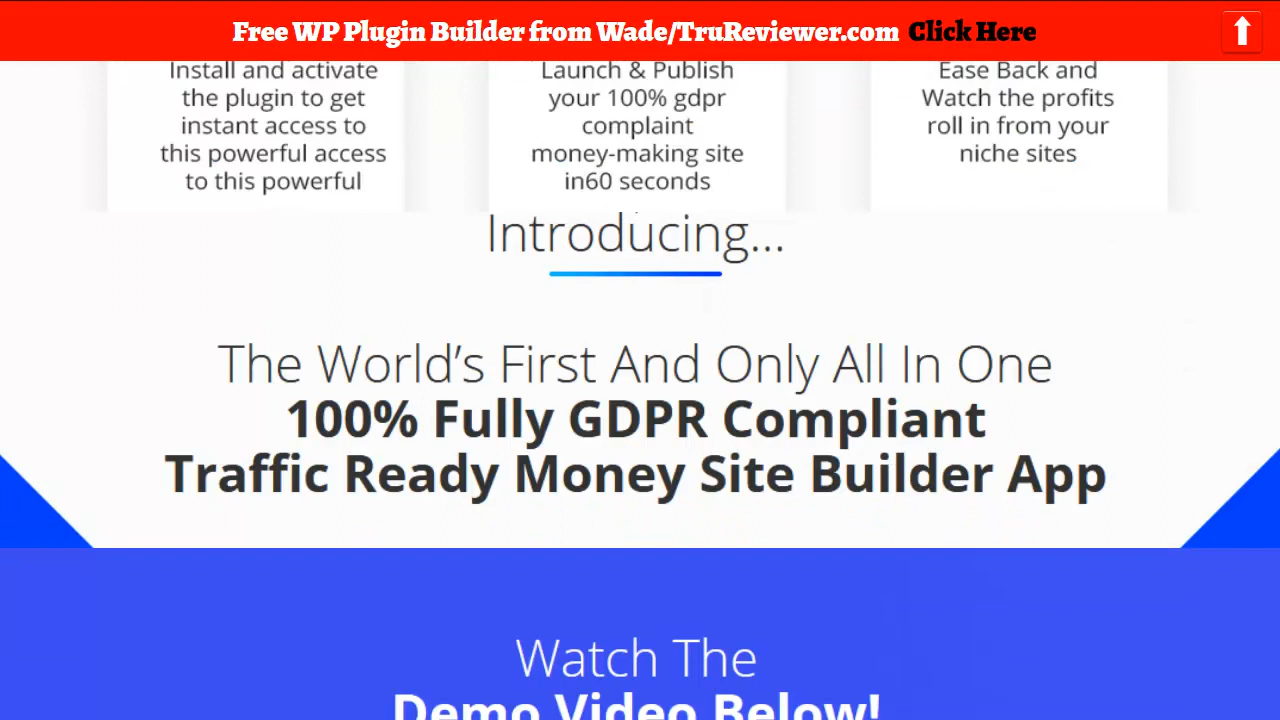 Free WP Plugin Builder from Wade/TruReviewer.com Click Here
Install and activate
the plugin to get
instant access to
this powerful access
to this powerful
Launch & Publish
your 100% gdpr
complaint
money-making site
in60 seconds
Ease Back and
Watch the profits
roll in from your
niche sites
Introducing...
The World's First And Only All In One
100% Fully GDPR Compliant
Traffic Ready Money Site Builder App
Watch The
Demo Video Below!